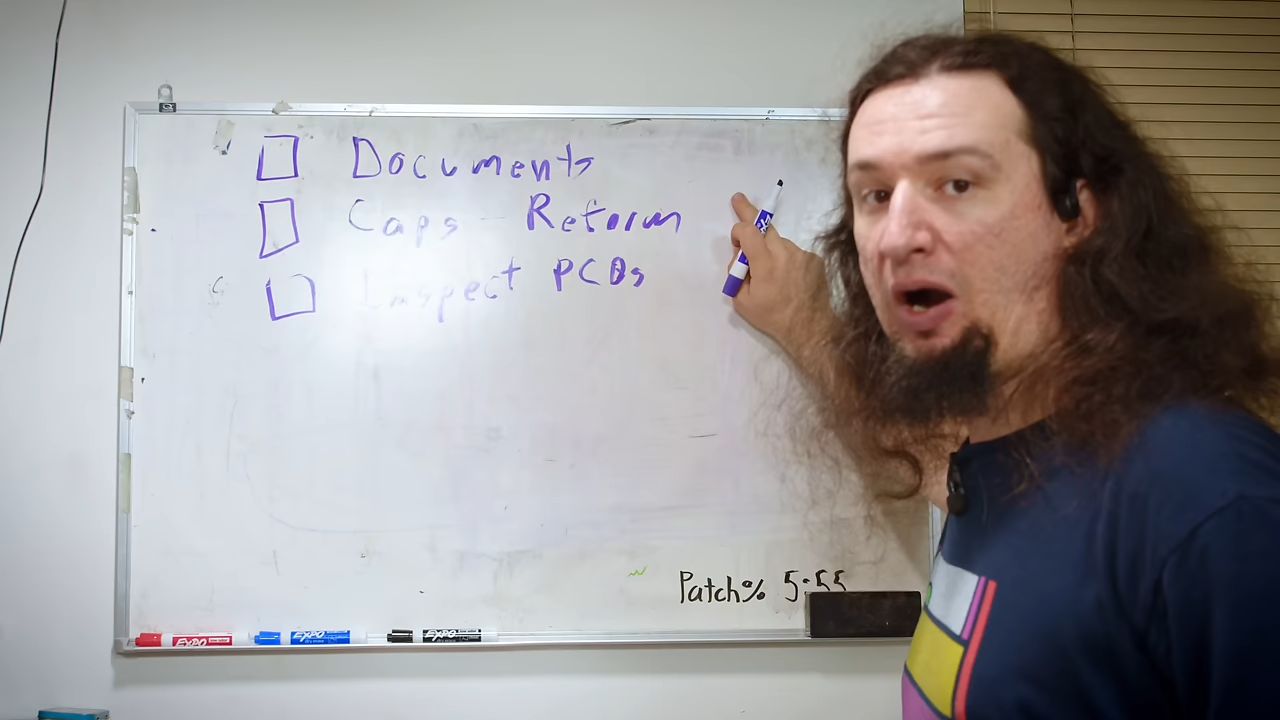 Documents
Caps - Reform
Inspect PCBs
Patch% 5:55
EXPO EXPO EXPO